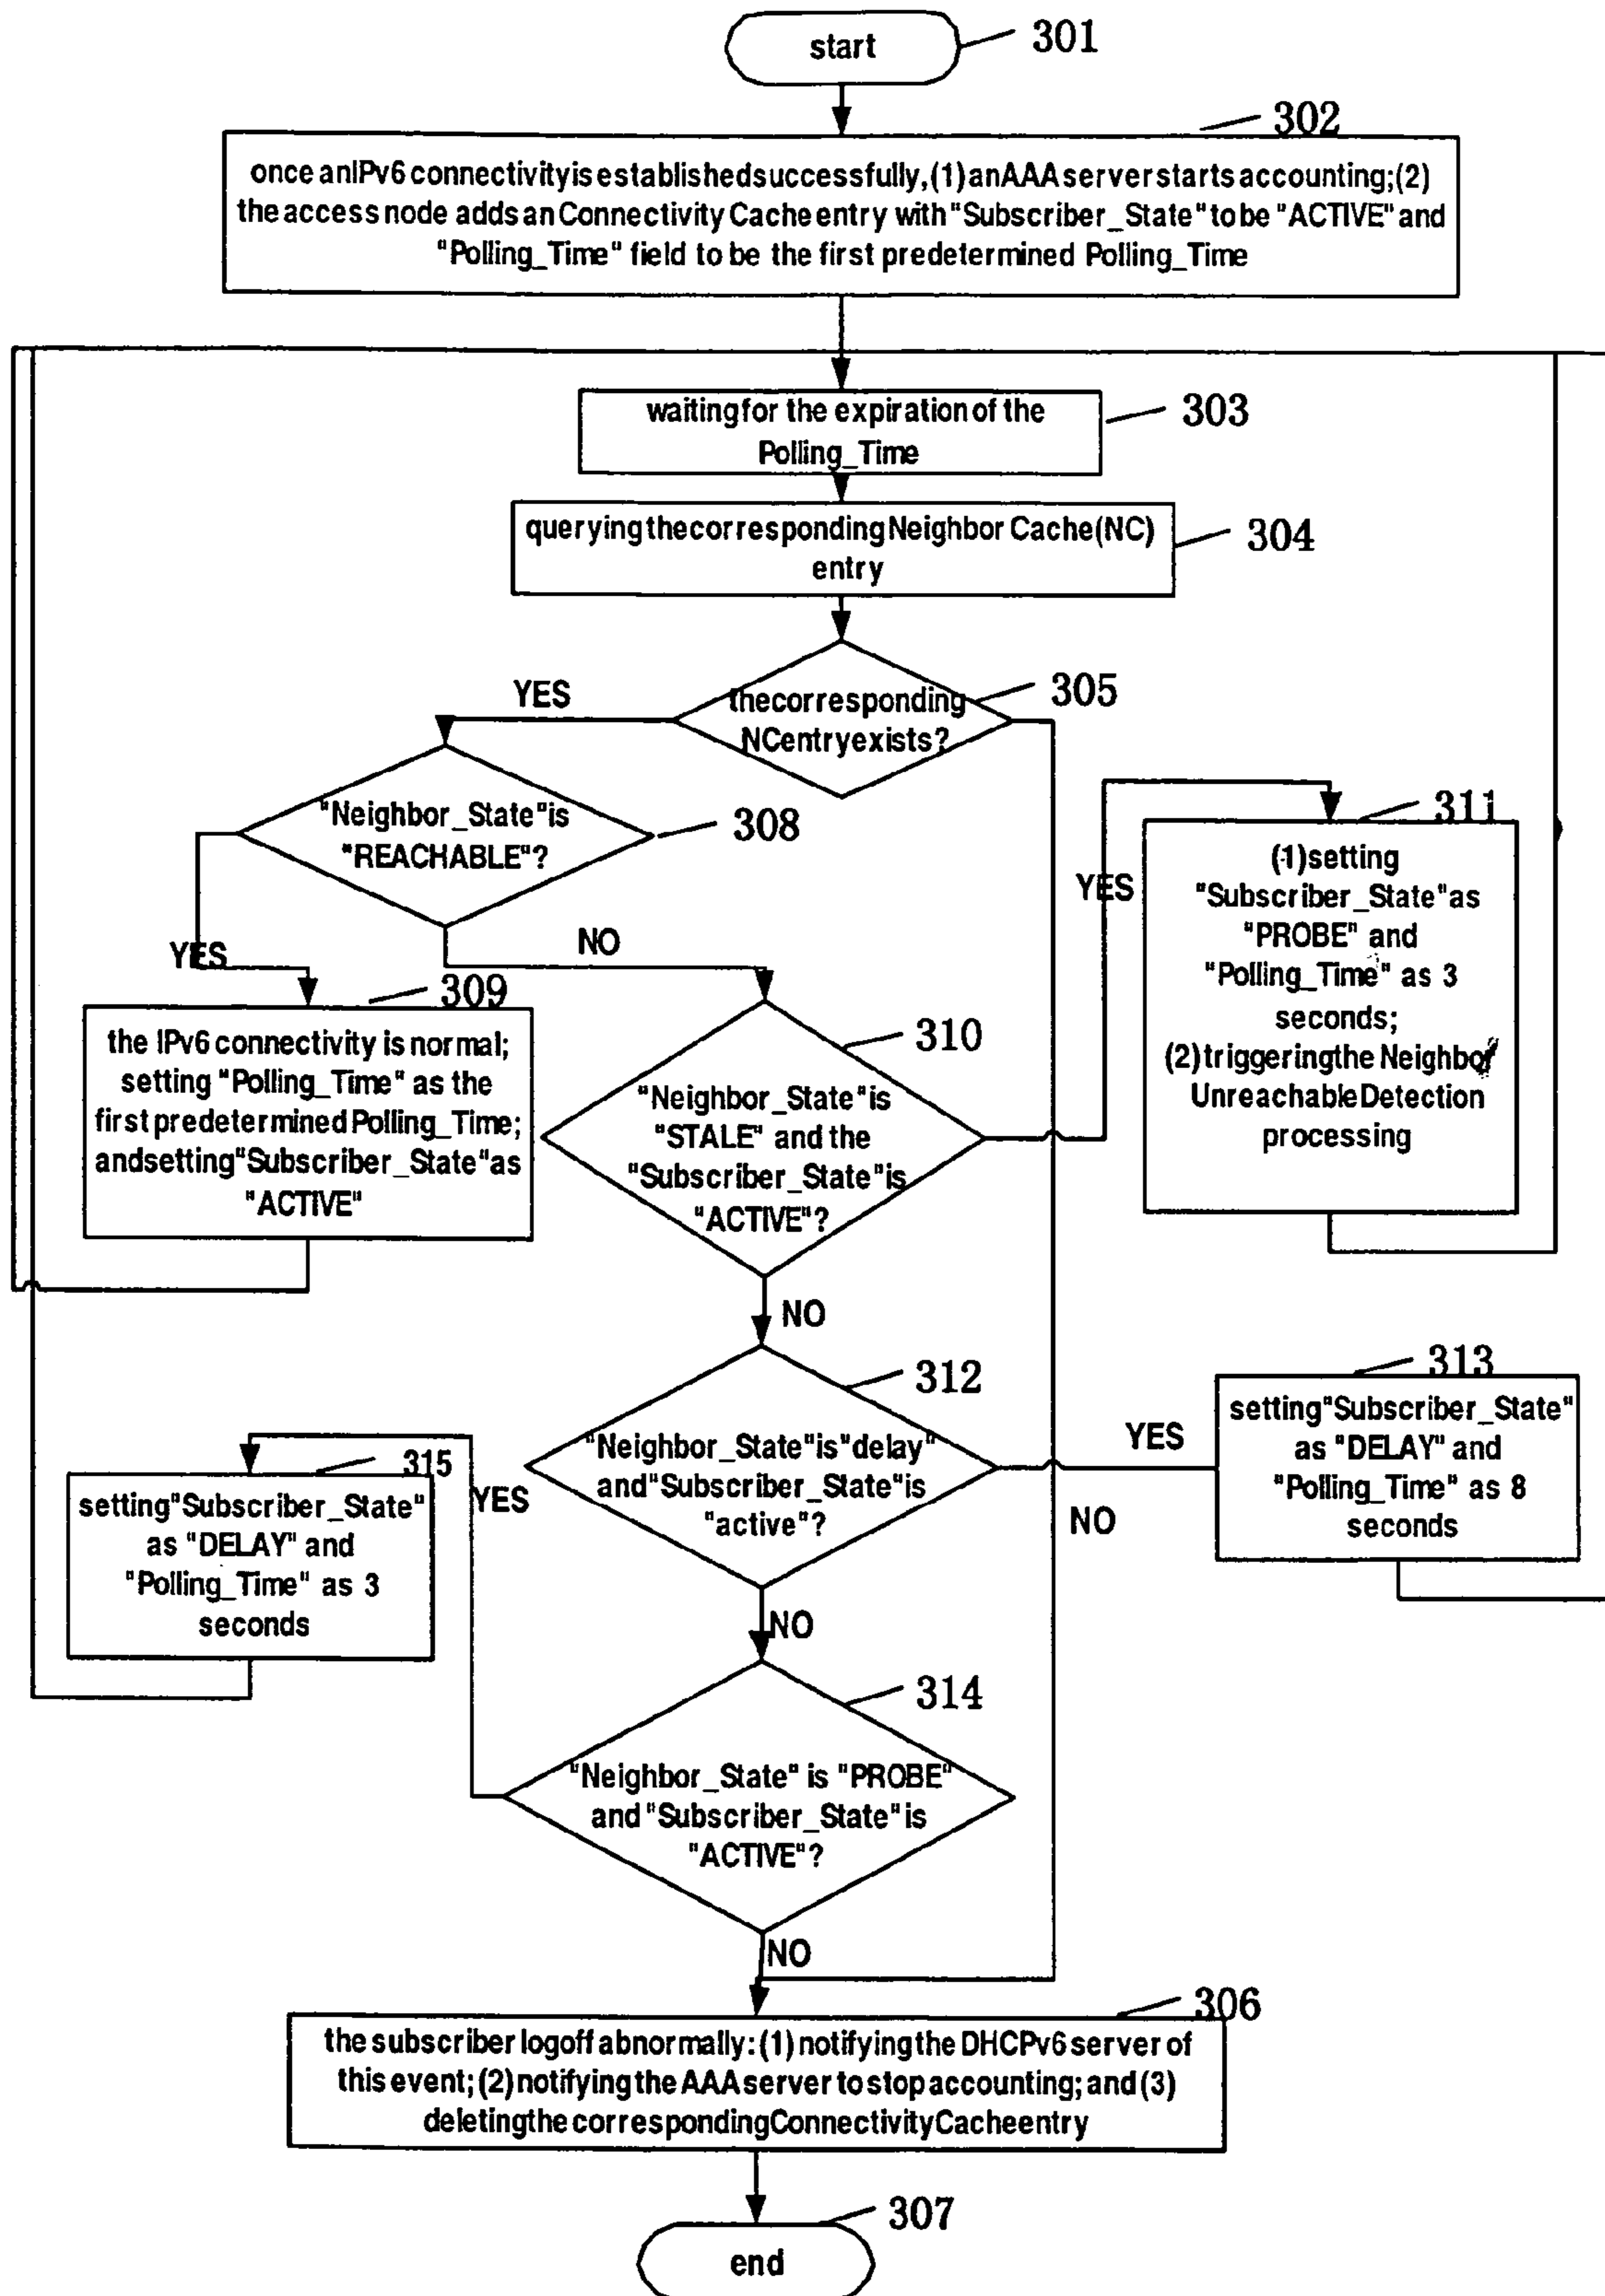 start
301
302
once an IPv6 connectivity is established successfully, (1) an AAA server starts accounting; (2)
the access node adds an Connectivity Cache entry with "Subscriber_State" to be "ACTIVE" and
"Polling_Time" field to be the first predetermined Polling_Time
waiting for the expiration of the
Polling_Time
303
querying the corresponding Neighbor Cache (NC)
entry
304
YES
the corresponding
NC entry exists?
305
"Neighbor_State" is
"REACHABLE"?
308
YES
NO
311
(1) setting
"Subscriber_State" as
"PROBE" and
"Polling_Time" as 3
seconds;
(2) triggering the Neighbor
Unreachable Detection
processing
YES
309
the IPv6 connectivity is normal;
setting "Polling_Time" as the
first predetermined Polling_Time;
and setting "Subscriber_State" as
"ACTIVE"
310
"Neighbor_State" is
"STALE" and the
"Subscriber_State" is
"ACTIVE"?
NO
312
"Neighbor_State" is "delay"
and "Subscriber_State" is
"active"?
YES
313
setting "Subscriber_State"
as "DELAY" and
"Polling_Time" as 8
seconds
NO
315
setting "Subscriber_State"
as "DELAY" and
"Polling_Time" as 3
seconds
YES
NO
314
"Neighbor_State" is "PROBE"
and "Subscriber_State" is
"ACTIVE"?
NO
306
the subscriber logoff abnormally: (1) notifying the DHCPv6 server of
this event; (2) notifying the AAA server to stop accounting; and (3)
deleting the corresponding Connectivity Cache entry
307
end